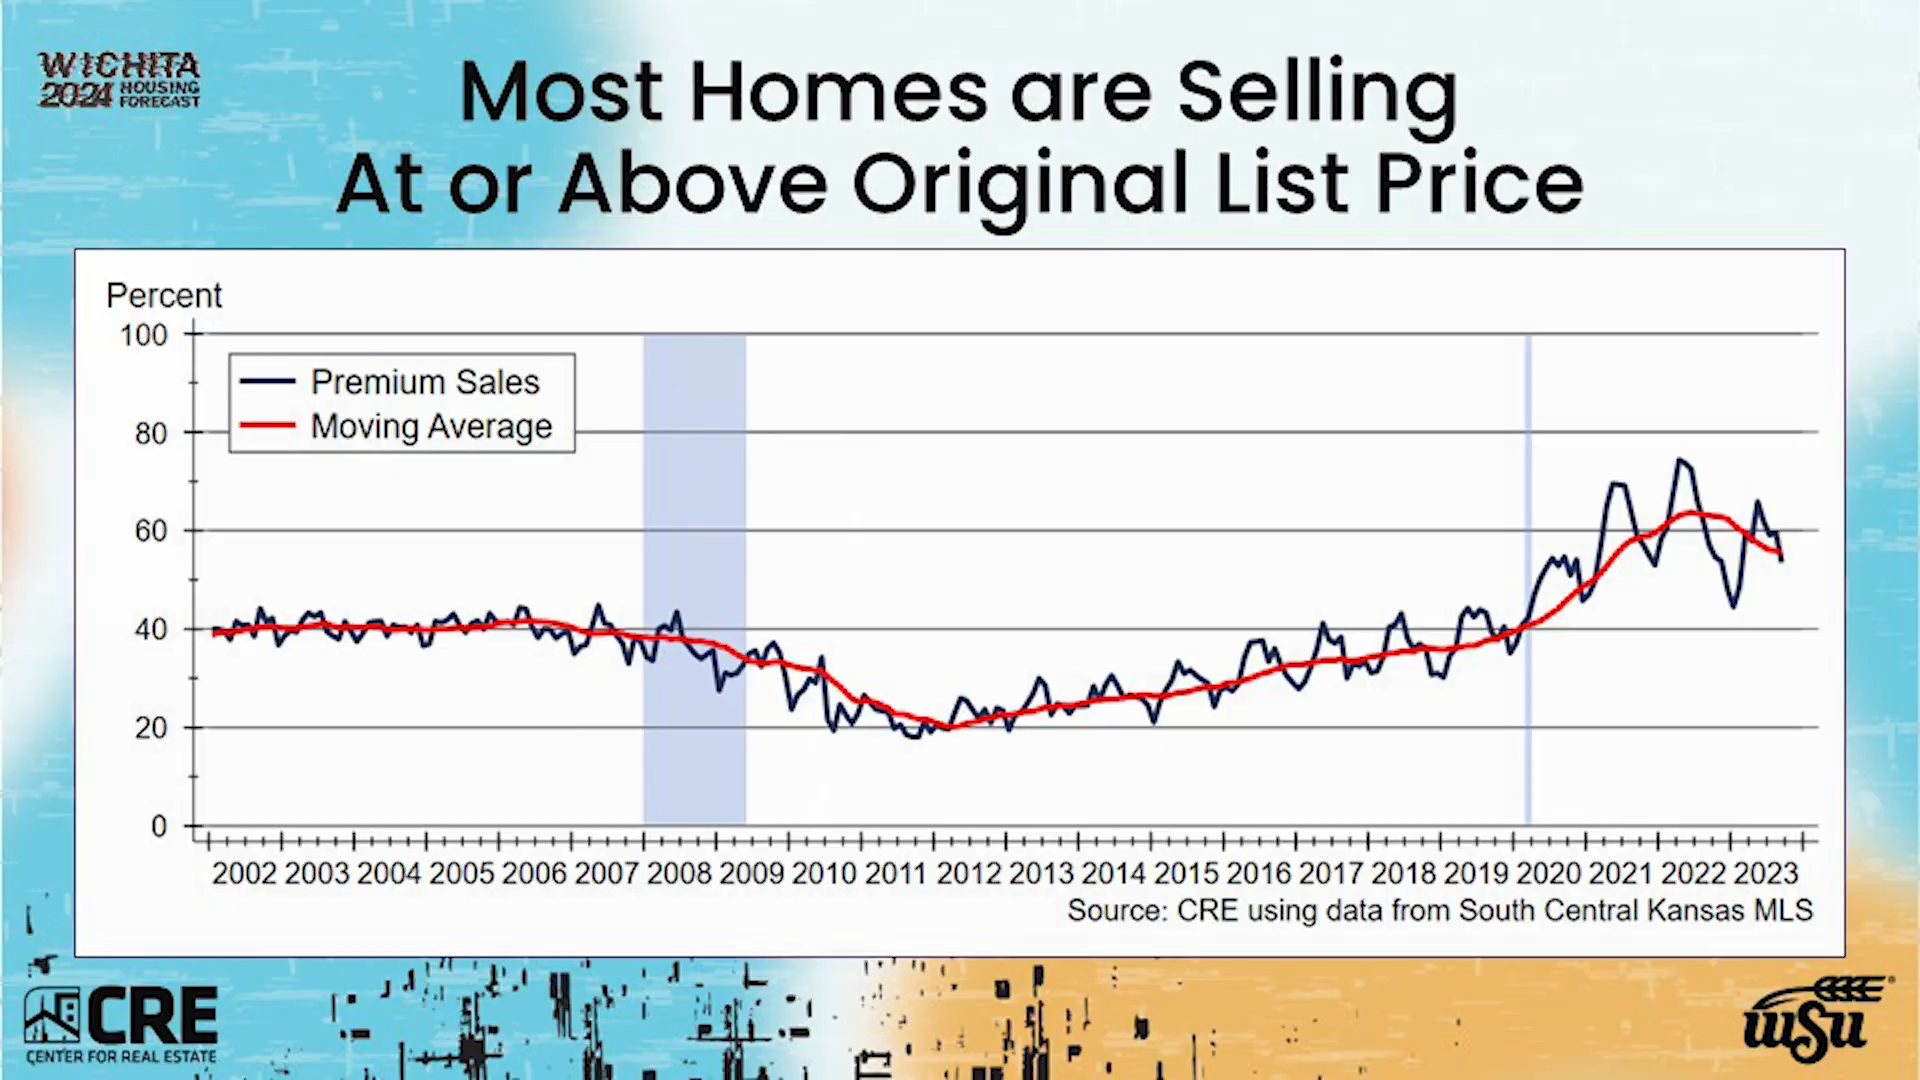 WICHITA
2024 HOUSING
FORECAST
Most Homes are Selling
At or Above Original List Price
Percent
100
80
60
40
20
0
Premium Sales
Moving Average
2002 2003 2004 2005 2006 2007 2008 2009 2010 2011 2012 2013 2014 2015 2016 2017 2018 2019 2020 2021 2022 2023
Source: CRE using data from South Central Kansas MLS
CRE
CENTER FOR REAL ESTATE
WSU